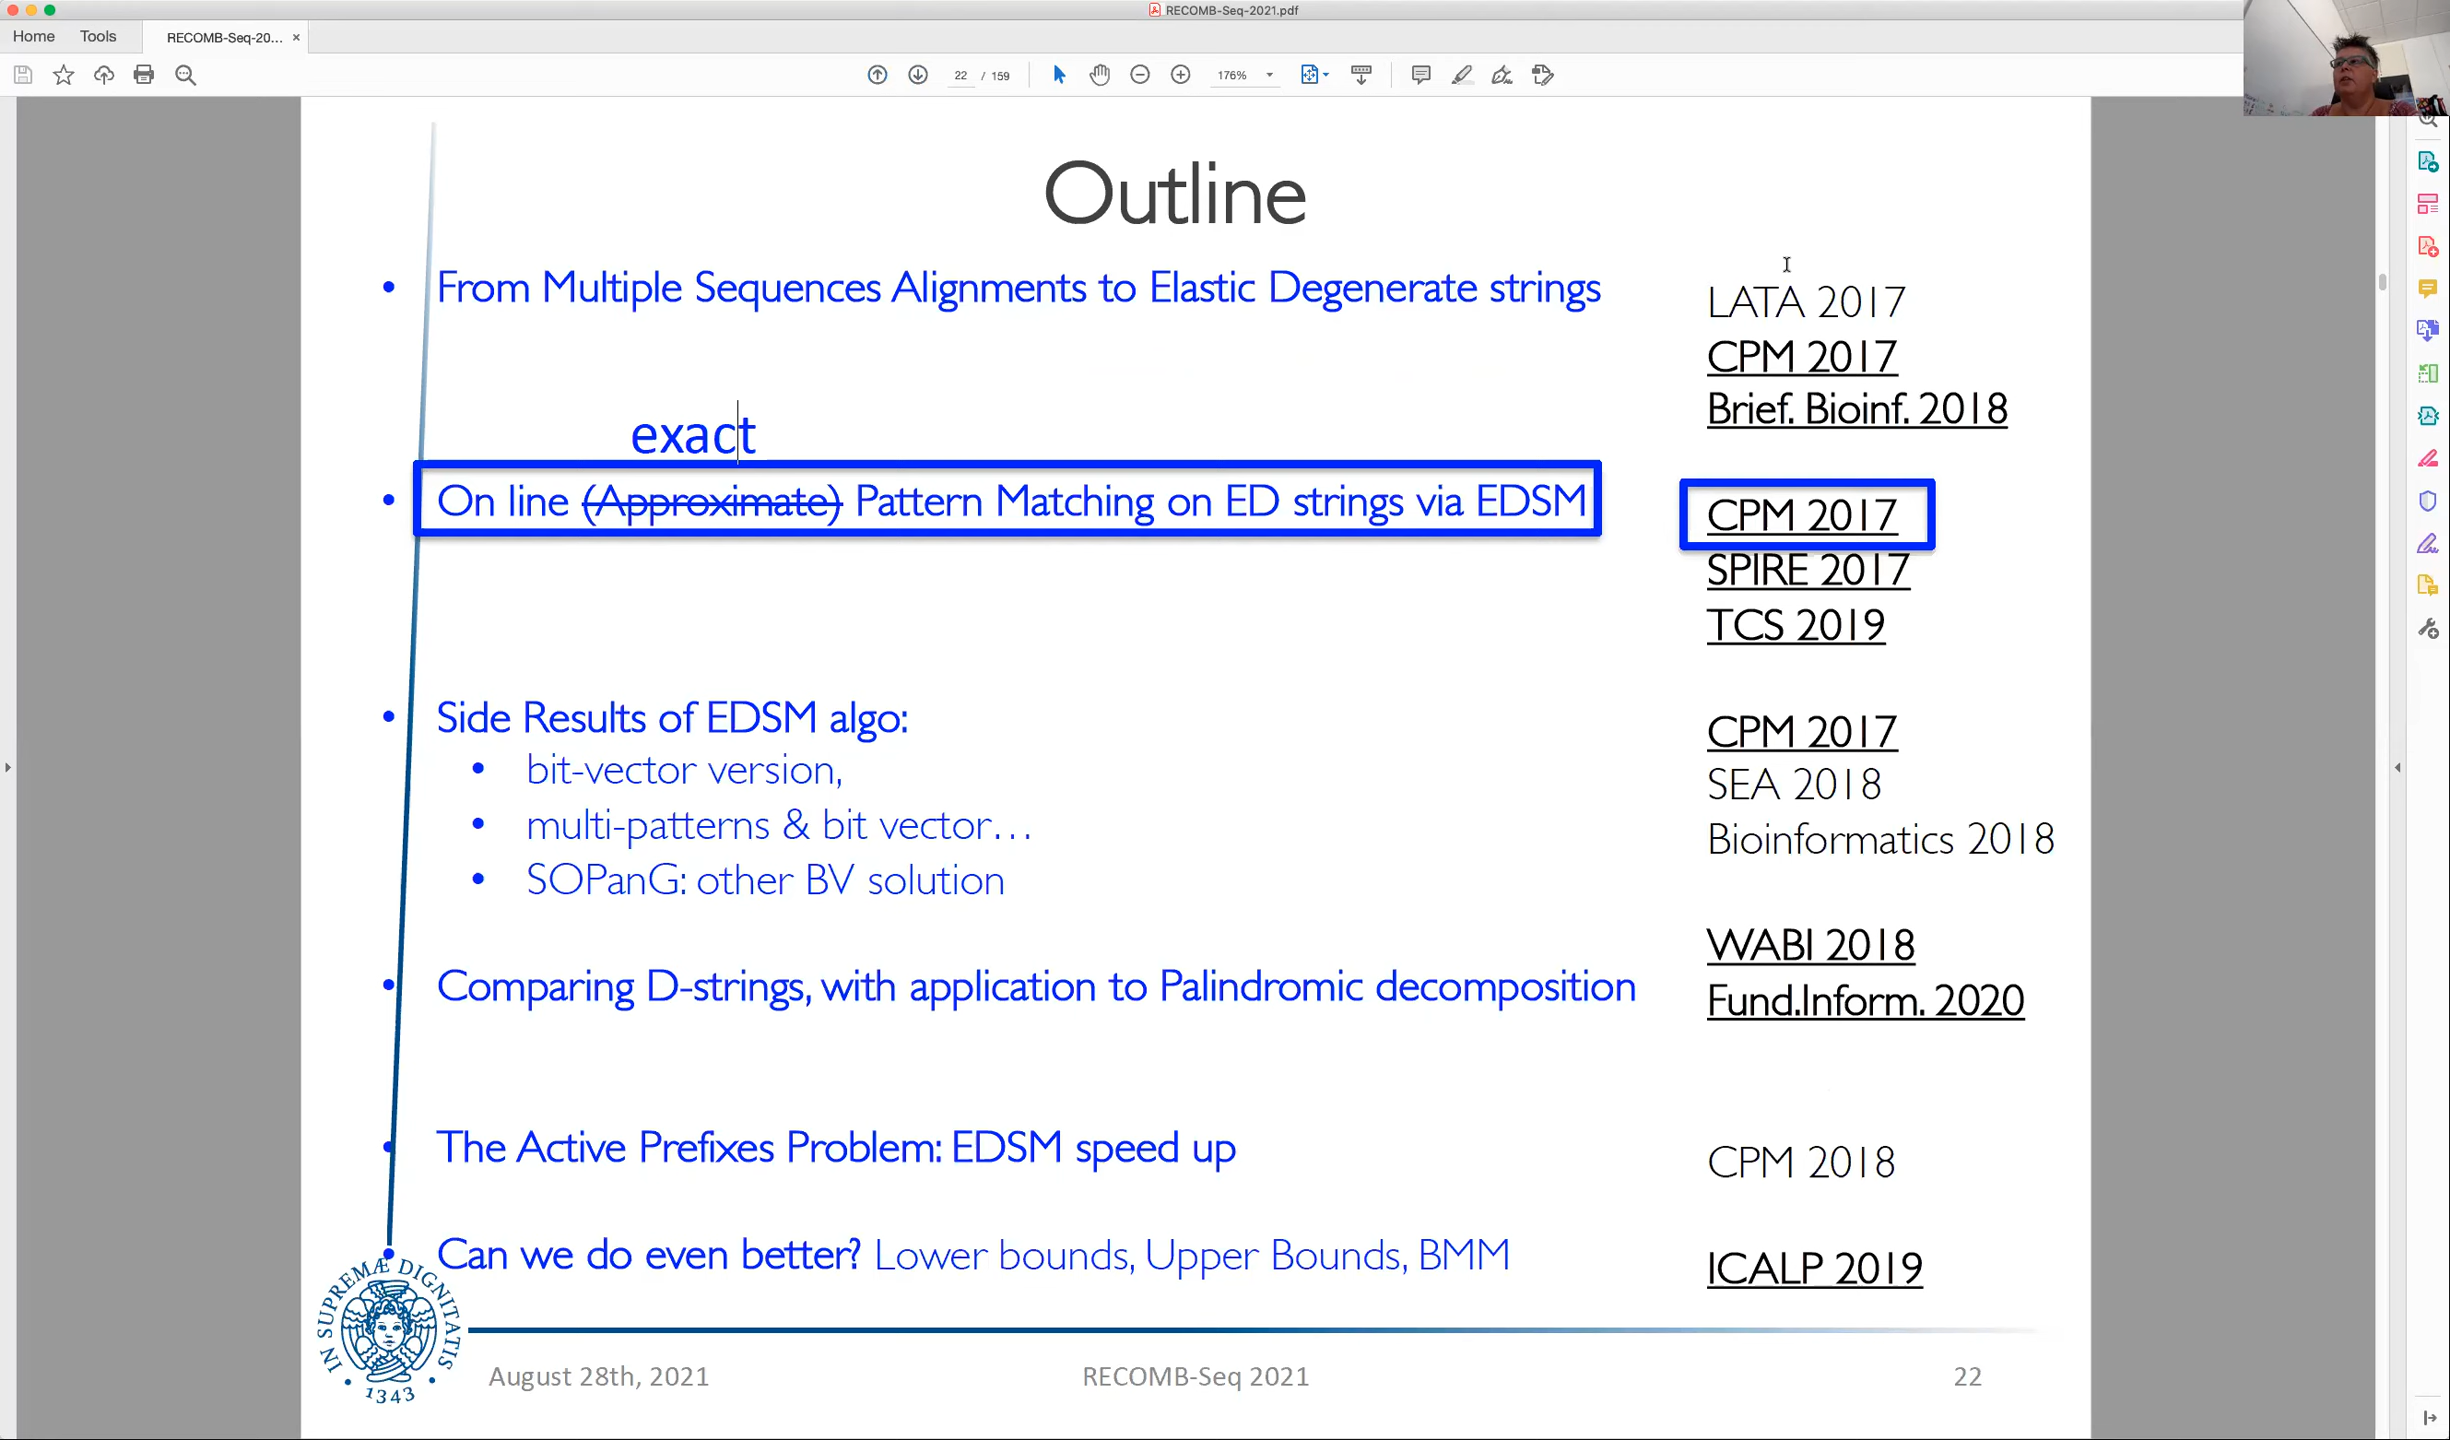 RECOMB-Seq-2021.pdf
Home Tools RECOMB-Seq-20... ×
22 / 159 176%
Outline
• From Multiple Sequences Alignments to Elastic Degenerate strings
LATA 2017
CPM 2017
Brief. Bioinf. 2018
exact
• On line (Approximate) Pattern Matching on ED strings via EDSM
CPM 2017
SPIRE 2017
TCS 2019
• Side Results of EDSM algo:
• bit-vector version,
• multi-patterns & bit vector…
• SOPanG: other BV solution
CPM 2017
SEA 2018
Bioinformatics 2018
• Comparing D-strings, with application to Palindromic decomposition
WABI 2018
Fund.Inform. 2020
• The Active Prefixes Problem: EDSM speed up
CPM 2018
• Can we do even better? Lower bounds, Upper Bounds, BMM
ICALP 2019
IN SUPREMÆ DIGNITATIS
• 1343 •
August 28th, 2021 RECOMB-Seq 2021 22